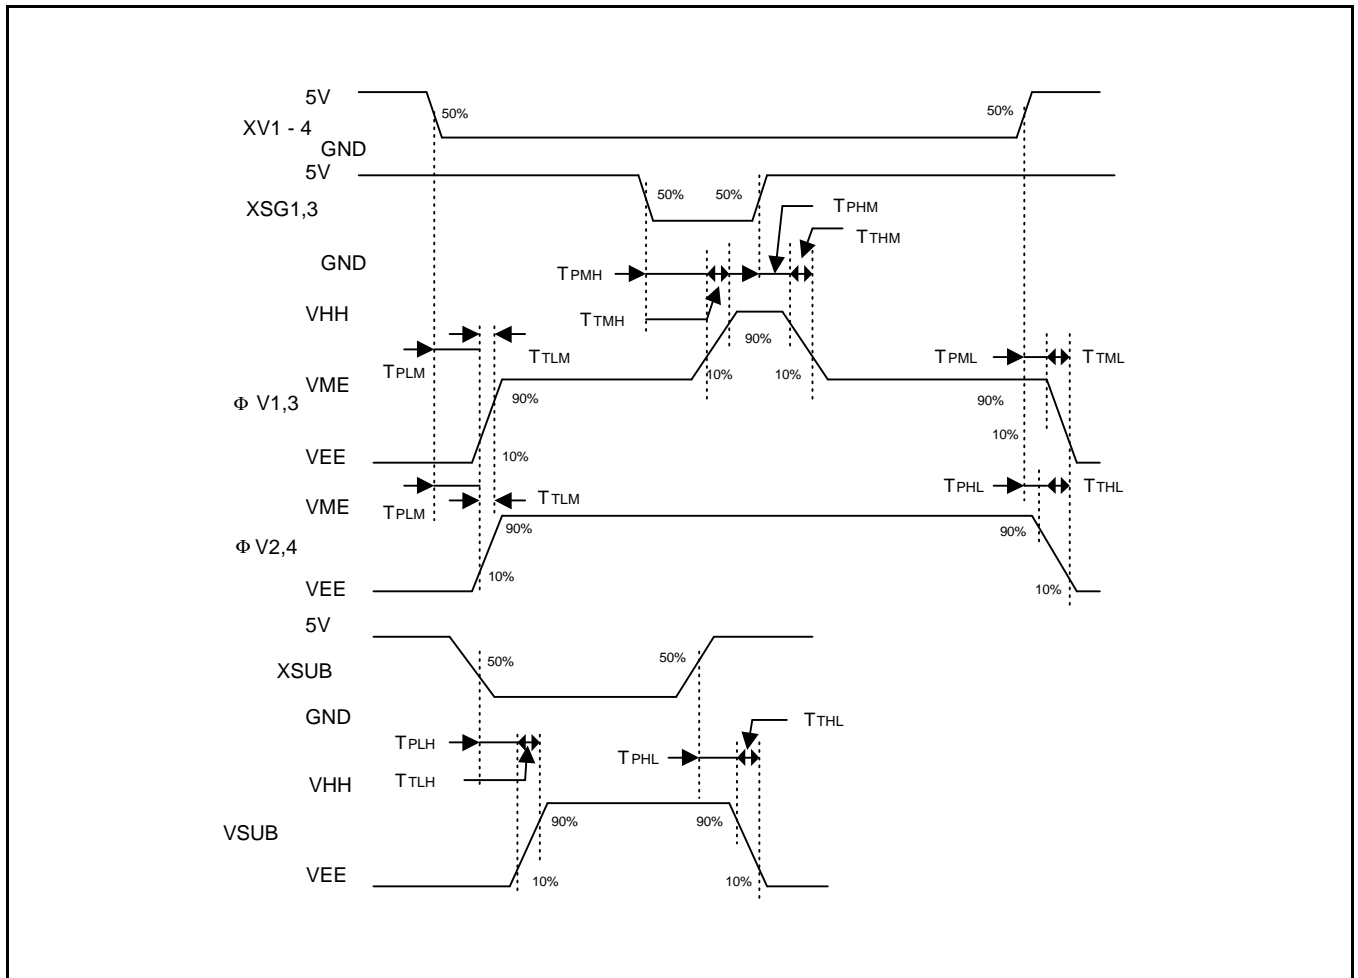 5V
50%
50%
XV1 - 4
GND
5V
50%
50%
XSG1,3
TPHM
TTHM
GND
TPMH
VHH
TTMH
90%
TTLM
TPML
TTML
TPLM
10%
10%
VME
90%
90%
Φ V1,3
10%
VEE
10%
TPHL
TTHL
TTLM
VME
TPLM
90%
90%
Φ V2,4
10%
VEE
10%
5V
50%
50%
XSUB
GND
TTHL
TPLH
TPHL
VHH
TTLH
90%
90%
VSUB
VEE
10%
10%